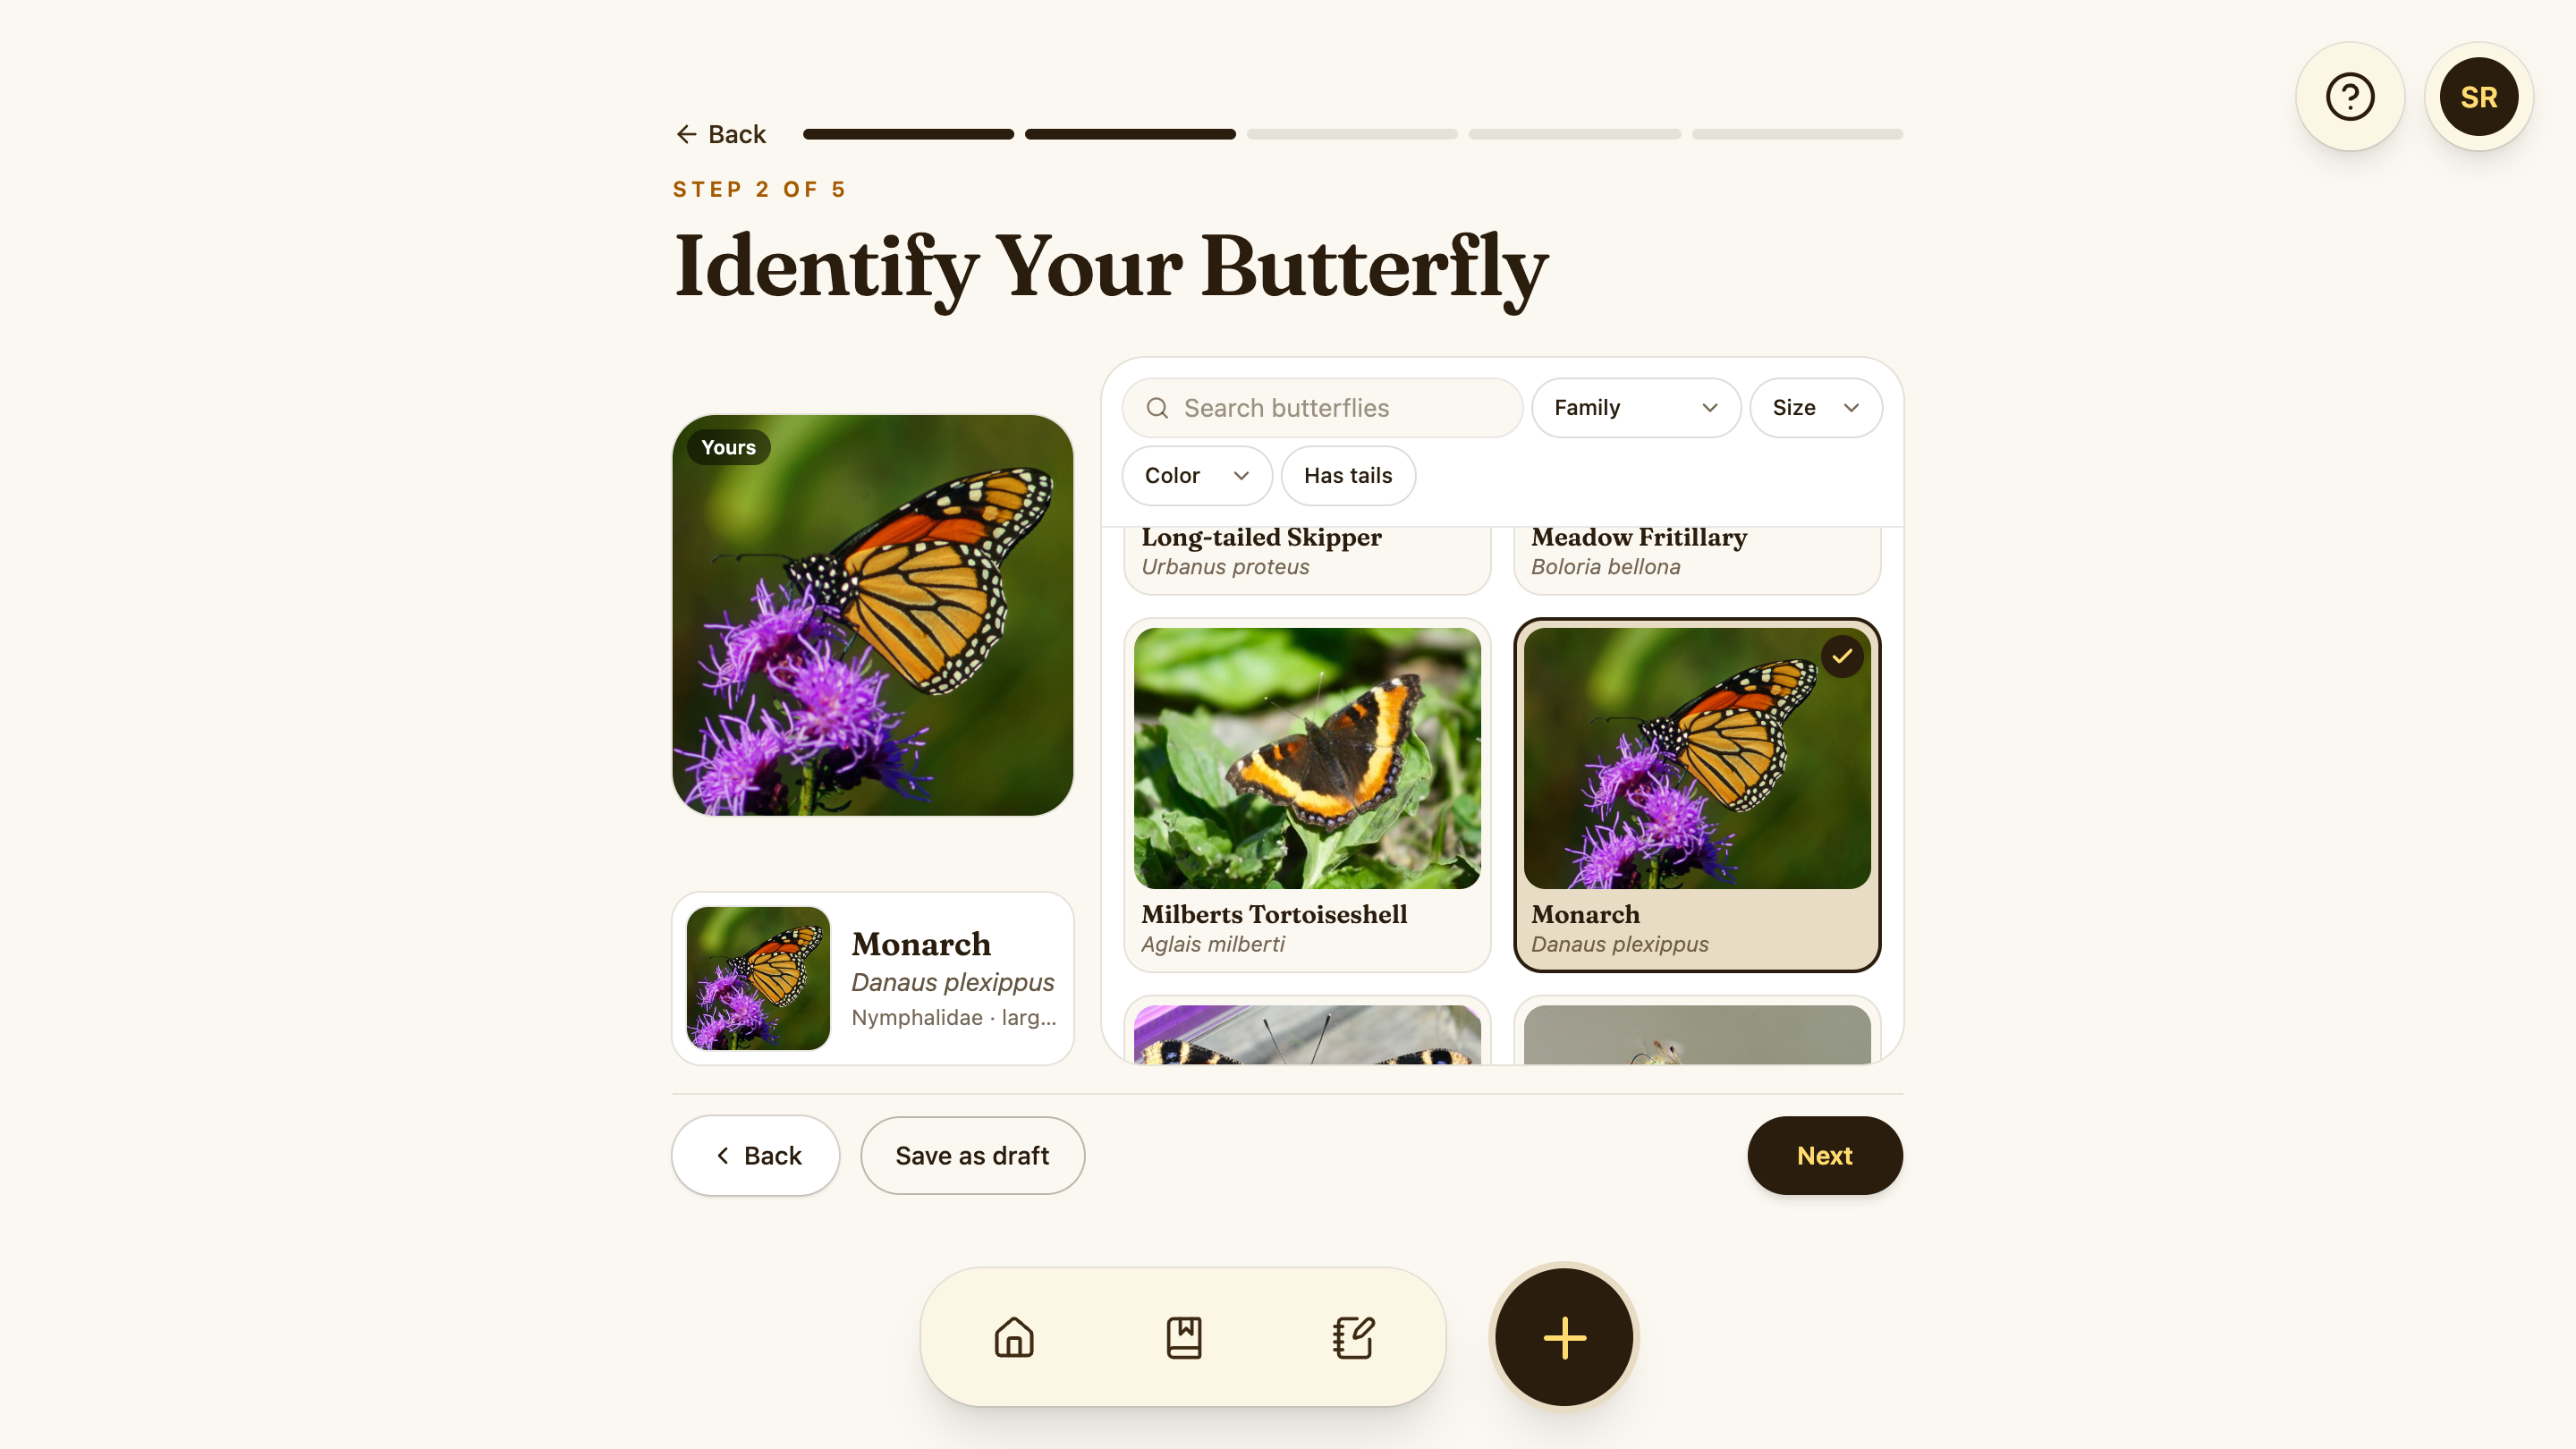 SR
Back
STEP 2 OF 5
Identify Your Butterfly
Yours
Monarch
Danaus plexippus
Nymphalidae · larg...
Search butterflies
Family
Size
Color
Has tails
Long-tailed Skipper
Urbanus proteus
Meadow Fritillary
Boloria bellona
Milberts Tortoiseshell
Aglais milberti
Monarch
Danaus plexippus
Back
Save as draft
Next